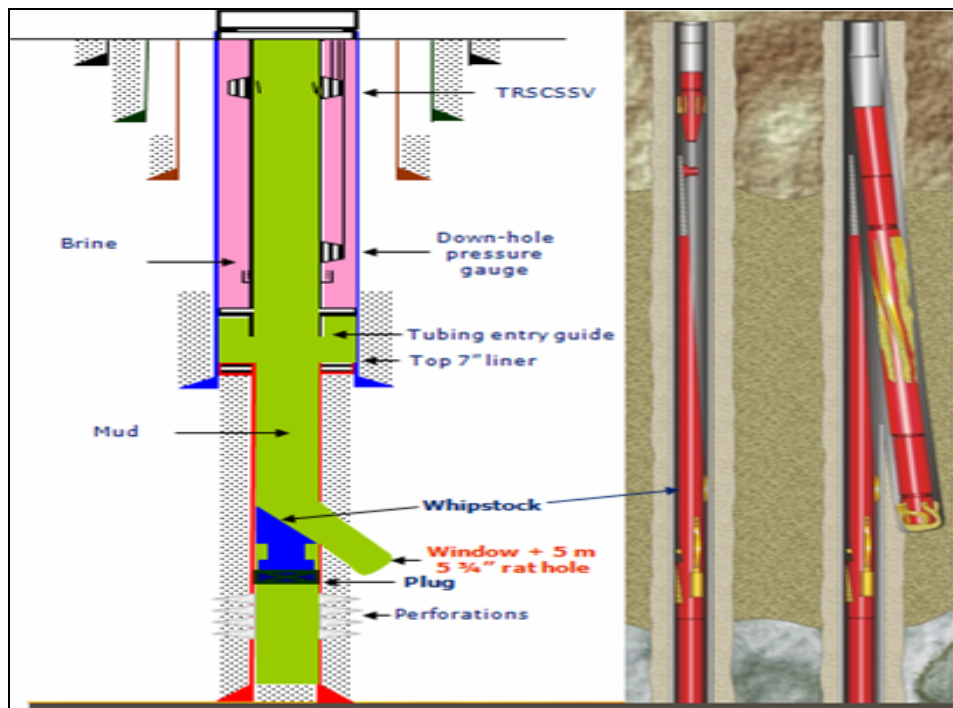 TRSCSSV
Brine
Down-hole
pressure
gauge
Tubing entry guide
Top 7" liner
Mud
Whipstock
Window + 5 m
5 ¾" rat hole
Plug
Perforations